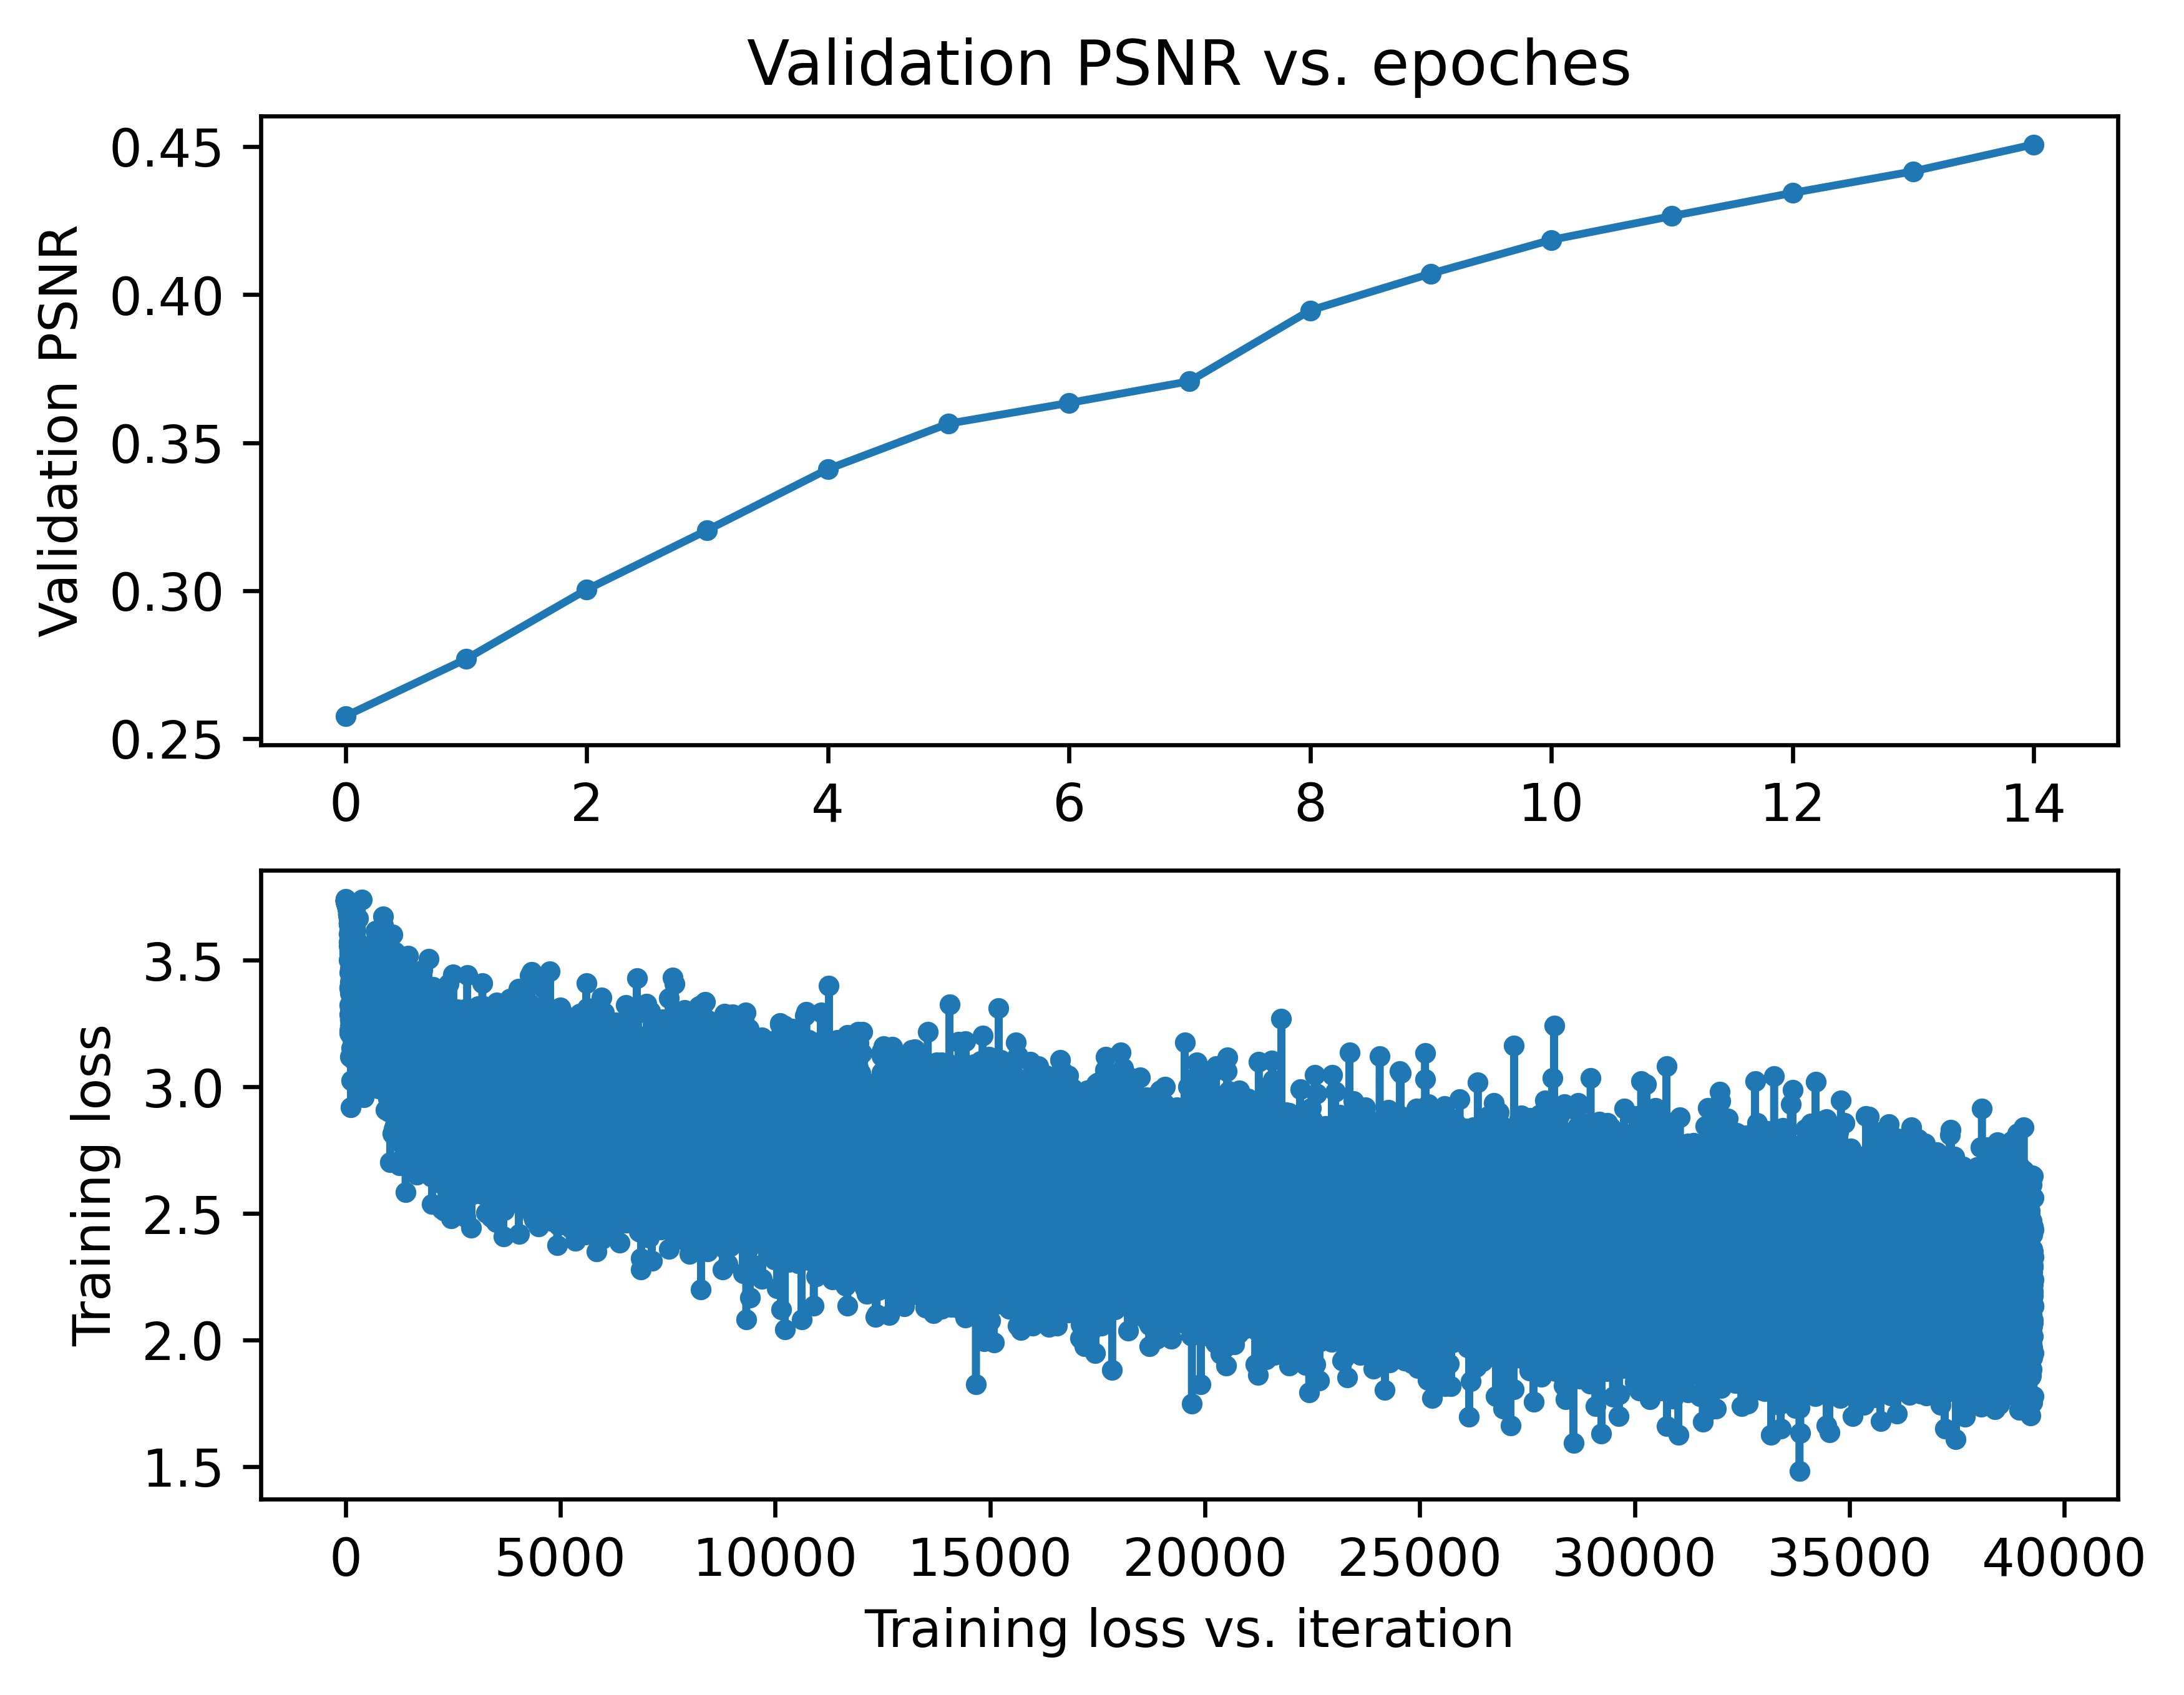 Validation PSNR vs. epoches
Validation PSNR
0.45
0.40
0.35
0.30
0.25
0 2 4 6 8 10 12 14
Training loss
3.5
3.0
2.5
2.0
1.5
0 5000 10000 15000 20000 25000 30000 35000 40000
Training loss vs. iteration